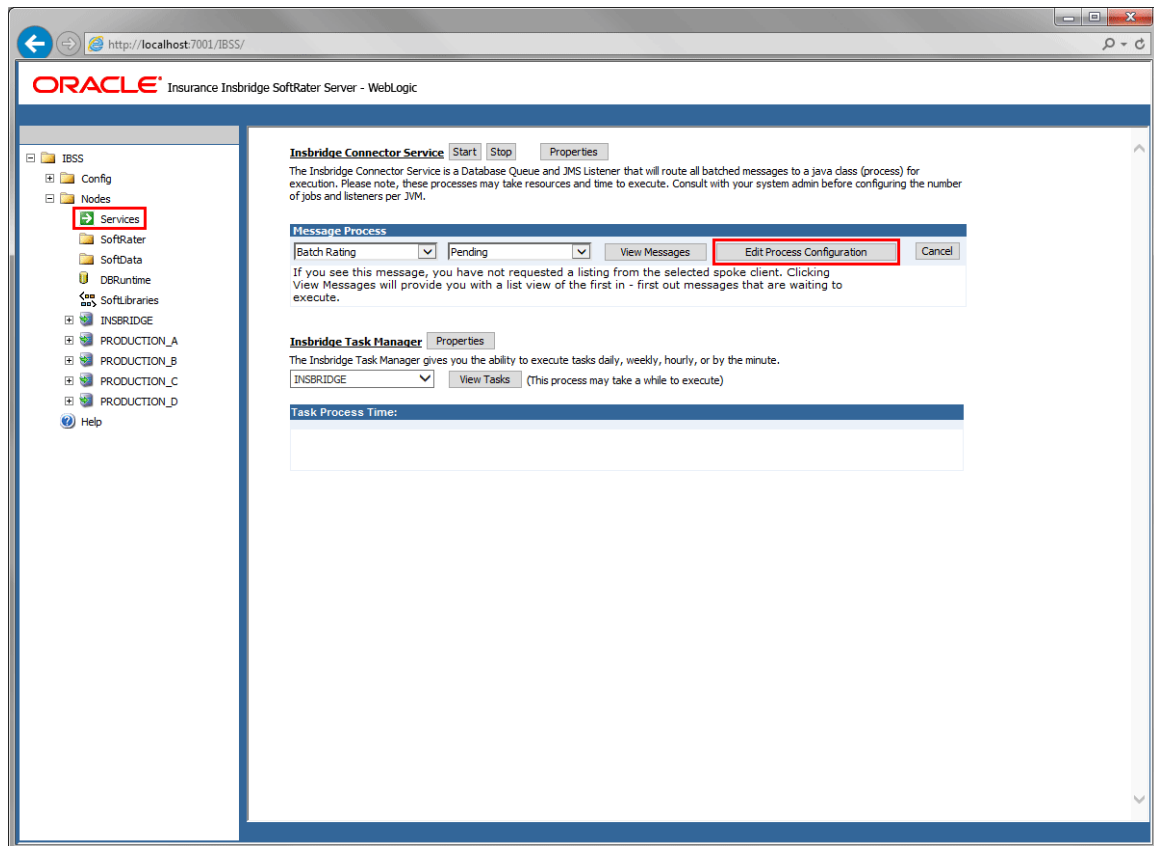 http://localhost:7001/IBSS/
ORACLE® Insurance Insbridge SoftRater Server - WebLogic
IBSS
Config
Nodes
Services
SoftRater
SoftData
DBRuntime
SoftLibraries
INSBRIDGE
PRODUCTION_A
PRODUCTION_B
PRODUCTION_C
PRODUCTION_D
Help
Insbridge Connector Service Start Stop Properties
The Insbridge Connector Service is a Database Queue and JMS Listener that will route all batched messages to a java class (process) for
execution. Please note, these processes may take resources and time to execute. Consult with your system admin before configuring the number
of jobs and listeners per JVM.
Message Process
Batch Rating Pending View Messages Edit Process Configuration Cancel
If you see this message, you have not requested a listing from the selected spoke client. Clicking
View Messages will provide you with a list view of the first in - first out messages that are waiting to
execute.
Insbridge Task Manager Properties
The Insbridge Task Manager gives you the ability to execute tasks daily, weekly, hourly, or by the minute.
INSBRIDGE View Tasks (This process may take a while to execute)
Task Process Time: